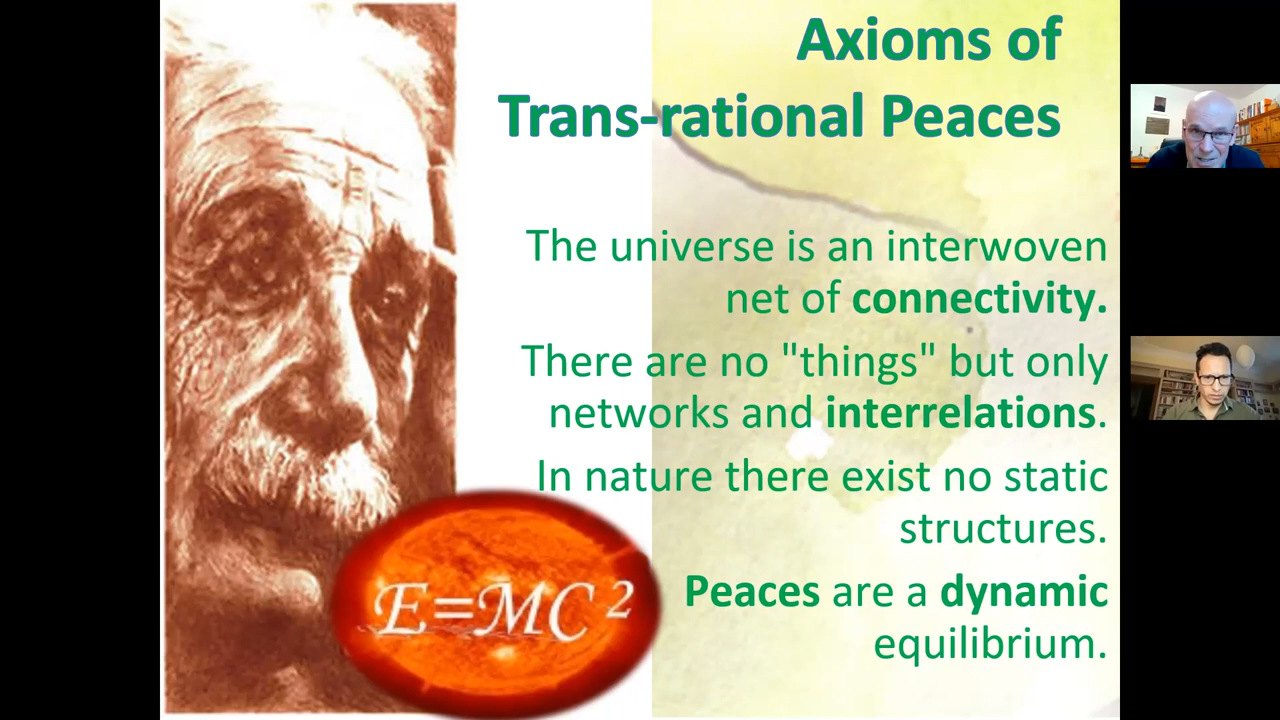 Axioms of
Trans-rational Peaces
The universe is an interwoven
net of connectivity.
There are no "things" but only
networks and interrelations.
In nature there exist no static
structures.
Peaces are a dynamic
equilibrium.
E=MC²